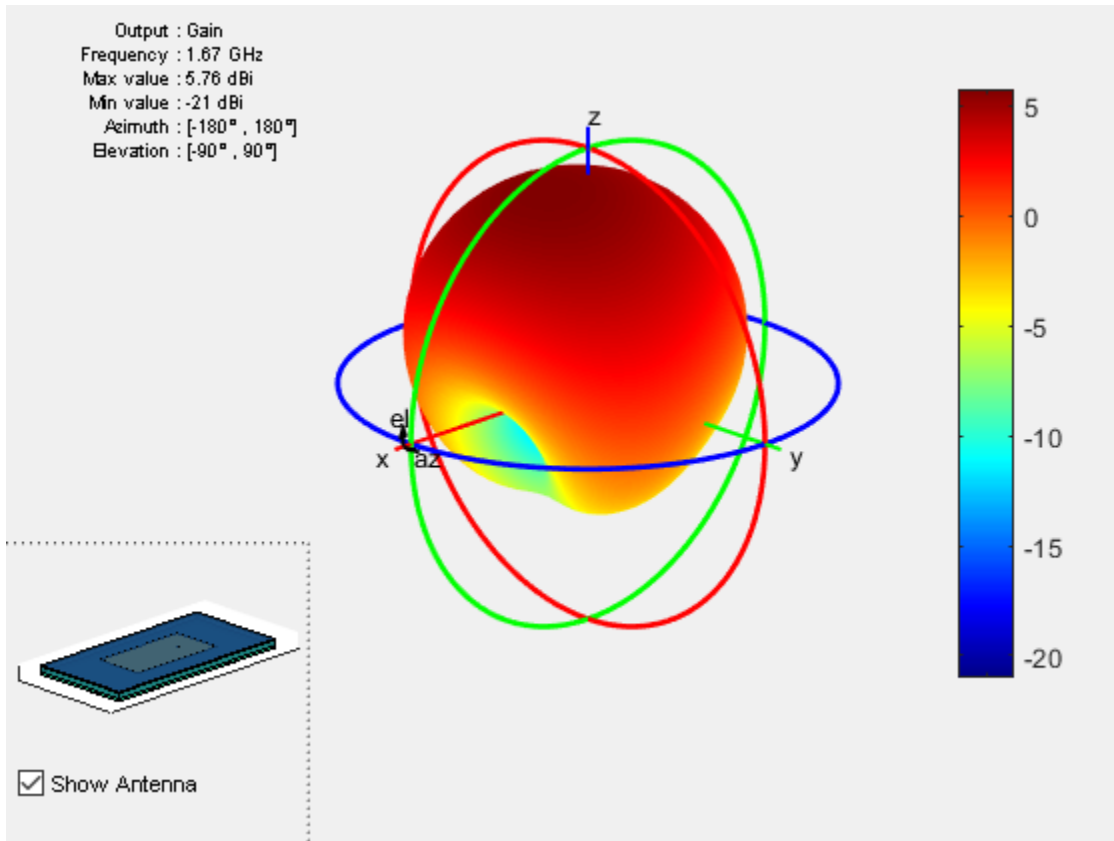 Output : Gain
Frequency : 1.67 GHz
Max value : 5.76 dBi
Min value : -21 dBi
Azimuth : [-180° , 180°]
Elevation : [-90° , 90°]
z
el
x
az
y
5
0
-5
-10
-15
-20
Show Antenna